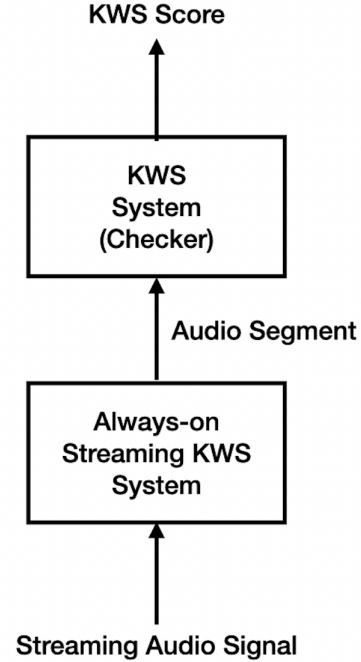 KWS Score
KWS
System
(Checker)
Audio Segment
Always-on
Streaming KWS
System
Streaming Audio Signal